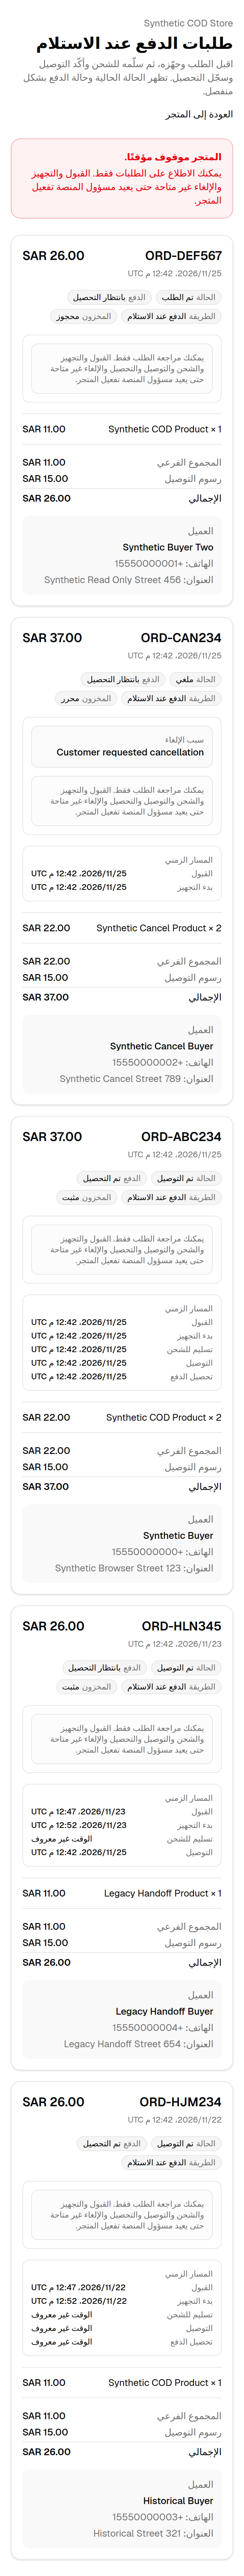 Synthetic COD Store
طلبات الدفع عند الاستلام
اقبل الطلب وجهّزه، ثم سلّمه للشحن وأكّد التوصيل
وسجّل التحصيل. تظهر الحالة الحالية وحالة الدفع بشكل
منفصل.
العودة إلى المتجر
المتجر موقوف مؤقتًا.
يمكنك الاطلاع على الطلبات فقط. القبول والتجهيز
والإلغاء غير متاحة حتى يعيد مسؤول المنصة تفعيل
المتجر.
ORD-DEF567 SAR 26.00
2026/11/25، 12:42 م UTC
الحالة تم الطلب الدفع بانتظار التحصيل
الطريقة الدفع عند الاستلام المخزون محجوز
يمكنك مراجعة الطلب فقط. القبول والتجهيز
والشحن والتوصيل والتحصيل والإلغاء غير متاحة
حتى يعيد مسؤول المنصة تفعيل المتجر.
Synthetic COD Product × 1 SAR 11.00
المجموع الفرعي SAR 11.00
رسوم التوصيل SAR 15.00
الإجمالي SAR 26.00
العميل
Synthetic Buyer Two
الهاتف: +15550000001
العنوان: Synthetic Read Only Street 456
ORD-CAN234 SAR 37.00
2026/11/25، 12:42 م UTC
الحالة ملغي الدفع بانتظار التحصيل
الطريقة الدفع عند الاستلام المخزون محرر
سبب الإلغاء
Customer requested cancellation
يمكنك مراجعة الطلب فقط. القبول والتجهيز
والشحن والتوصيل والتحصيل والإلغاء غير متاحة
حتى يعيد مسؤول المنصة تفعيل المتجر.
المسار الزمني
القبول 2026/11/25، 12:42 م UTC
بدء التجهيز 2026/11/25، 12:42 م UTC
Synthetic Cancel Product × 2 SAR 22.00
المجموع الفرعي SAR 22.00
رسوم التوصيل SAR 15.00
الإجمالي SAR 37.00
العميل
Synthetic Cancel Buyer
الهاتف: +15550000002
العنوان: Synthetic Cancel Street 789
ORD-ABC234 SAR 37.00
2026/11/25، 12:42 م UTC
الحالة تم التوصيل الدفع تم التحصيل
الطريقة الدفع عند الاستلام المخزون مثبت
يمكنك مراجعة الطلب فقط. القبول والتجهيز
والشحن والتوصيل والتحصيل والإلغاء غير متاحة
حتى يعيد مسؤول المنصة تفعيل المتجر.
المسار الزمني
القبول 2026/11/25، 12:42 م UTC
بدء التجهيز 2026/11/25، 12:42 م UTC
تسليم للشحن 2026/11/25، 12:42 م UTC
التوصيل 2026/11/25، 12:42 م UTC
تحصيل الدفع 2026/11/25، 12:42 م UTC
Synthetic COD Product × 2 SAR 22.00
المجموع الفرعي SAR 22.00
رسوم التوصيل SAR 15.00
الإجمالي SAR 37.00
العميل
Synthetic Buyer
الهاتف: +15550000000
العنوان: Synthetic Browser Street 123
ORD-HLN345 SAR 26.00
2026/11/23، 12:42 م UTC
الحالة تم التوصيل الدفع بانتظار التحصيل
الطريقة الدفع عند الاستلام المخزون مثبت
يمكنك مراجعة الطلب فقط. القبول والتجهيز
والشحن والتوصيل والتحصيل والإلغاء غير متاحة
حتى يعيد مسؤول المنصة تفعيل المتجر.
المسار الزمني
القبول 2026/11/23، 12:47 م UTC
بدء التجهيز 2026/11/23، 12:52 م UTC
تسليم للشحن الوقت غير معروف
التوصيل 2026/11/25، 12:42 م UTC
Legacy Handoff Product × 1 SAR 11.00
المجموع الفرعي SAR 11.00
رسوم التوصيل SAR 15.00
الإجمالي SAR 26.00
العميل
Legacy Handoff Buyer
الهاتف: +15550000004
العنوان: Legacy Handoff Street 654
ORD-HJM234 SAR 26.00
2026/11/22، 12:42 م UTC
الحالة تم التوصيل الدفع تم التحصيل
الطريقة الدفع عند الاستلام
يمكنك مراجعة الطلب فقط. القبول والتجهيز
والشحن والتوصيل والتحصيل والإلغاء غير متاحة
حتى يعيد مسؤول المنصة تفعيل المتجر.
المسار الزمني
القبول 2026/11/22، 12:47 م UTC
بدء التجهيز 2026/11/22، 12:52 م UTC
تسليم للشحن الوقت غير معروف
التوصيل الوقت غير معروف
تحصيل الدفع الوقت غير معروف
Synthetic COD Product × 1 SAR 11.00
المجموع الفرعي SAR 11.00
رسوم التوصيل SAR 15.00
الإجمالي SAR 26.00
العميل
Historical Buyer
الهاتف: +15550000003
العنوان: Historical Street 321